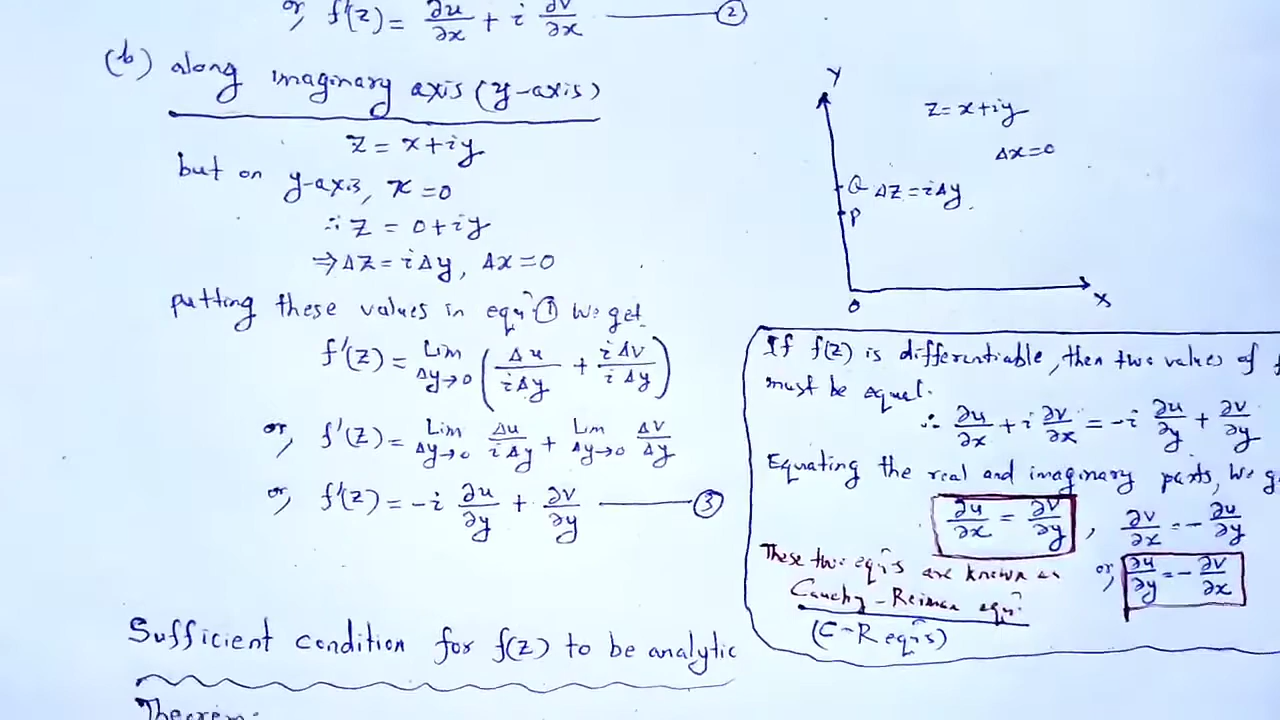 or, f'(z) = ∂u/∂x + i ∂v/∂x ——— ②
(b) along imaginary axis (y-axis)
z = x+iy
but on y-axis, x = 0
∴ z = 0+iy
⇒ Δz = iΔy, Δx = 0
putting these values in equⁿ ① we get
f'(z) = Lim Δy→0 (Δu/iΔy + iΔv/iΔy)
or, f'(z) = Lim Δy→0 Δu/iΔy + Lim Δy→0 Δv/Δy
or, f'(z) = -i ∂u/∂y + ∂v/∂y ——— ③
Sufficient condition for f(z) to be analytic
Theorem:
Y
z = x+iy
Δx=0
Q Δz = iΔy
P
O
X
If f(z) is differentiable, then two values of f
must be equal.
∴ ∂u/∂x + i ∂v/∂x = -i ∂u/∂y + ∂v/∂y
Equating the real and imaginary parts, we g
∂u/∂x = ∂v/∂y , ∂v/∂x = - ∂u/∂y
or, ∂u/∂y = - ∂v/∂x
These two eqⁿs are known as
Cauchy-Reiman equⁿ
(C-R eqⁿs)